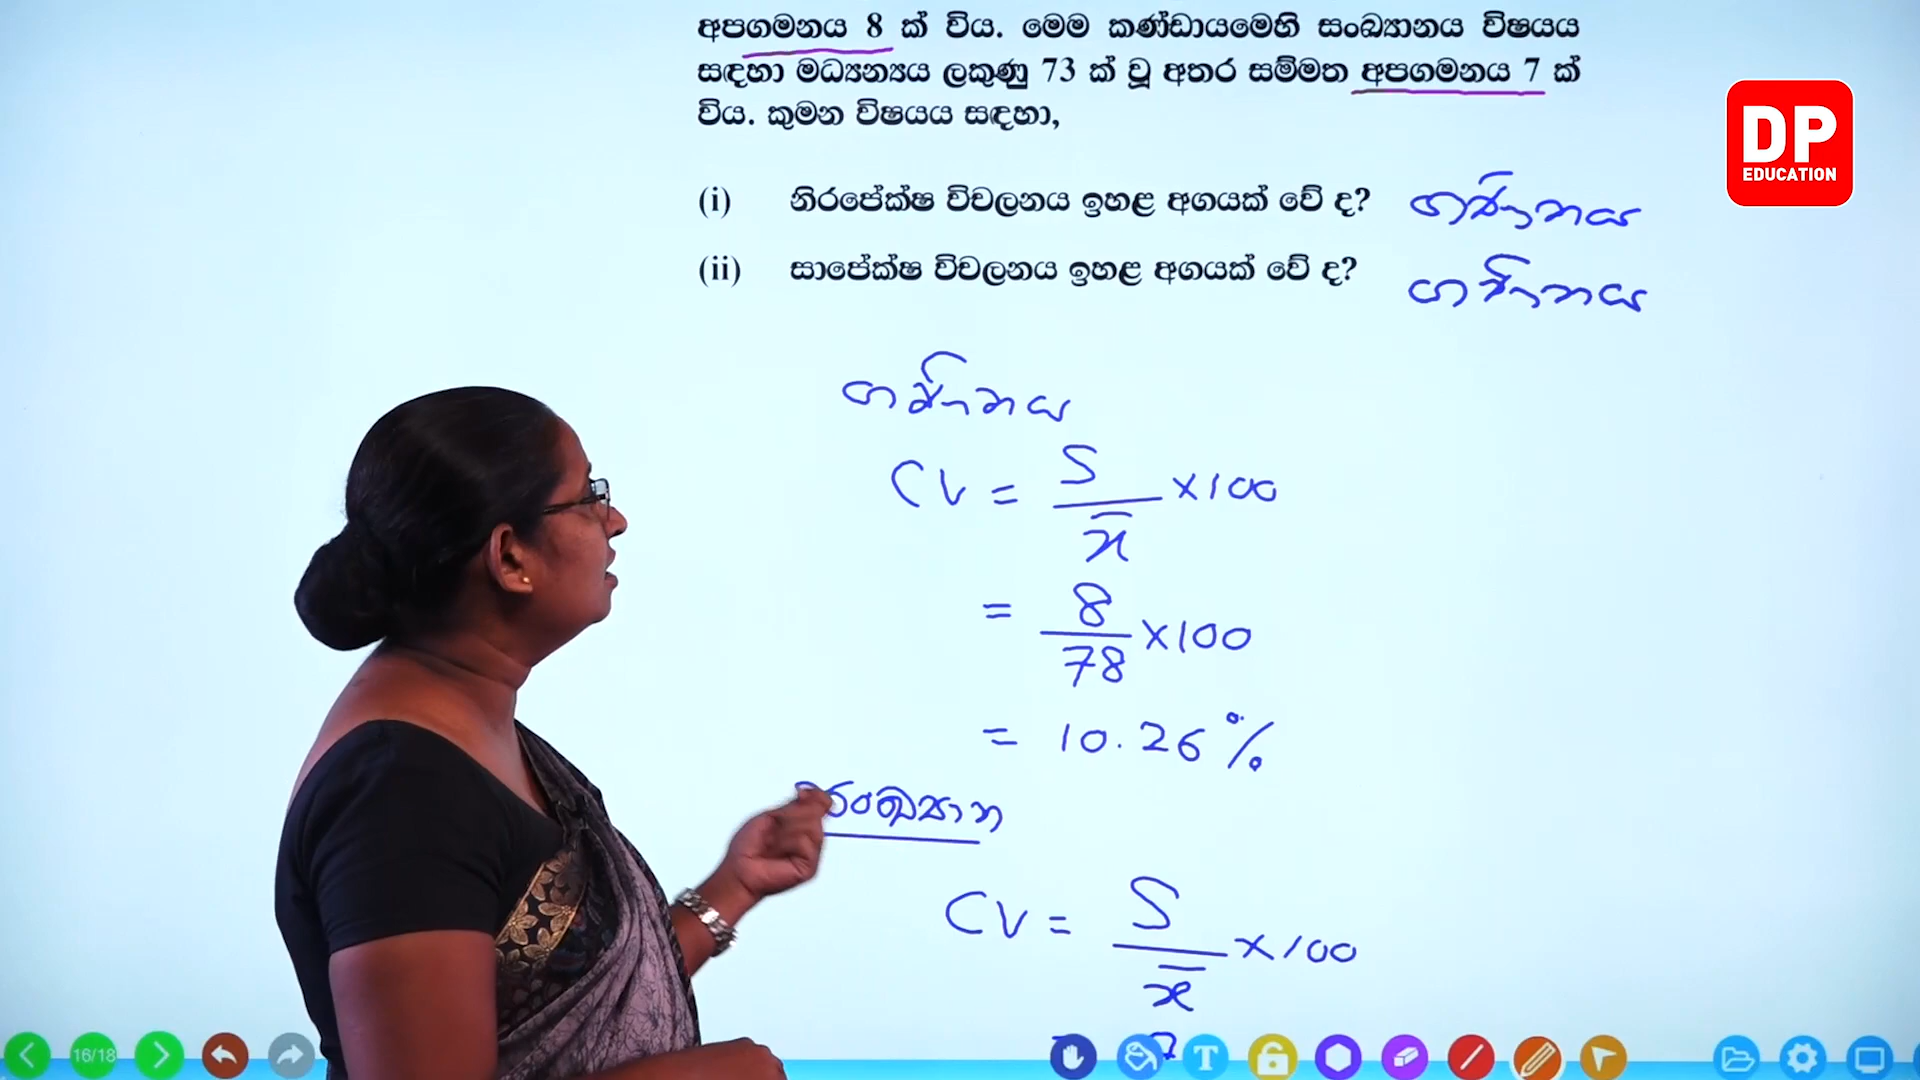 අපගමනය 8 ක් විය. මෙම කණ්ඩායමෙහි සංඛ්‍යානය විෂයය
සඳහා මධ්‍යන්‍යය ලකුණු 73 ක් වූ අතර සම්මත අපගමනය 7 ක්
විය. කුමන විෂයය සඳහා,
DP
EDUCATION
(i) නිරපේක්ෂ විචලනය ඉහළ අගයක් වේ ද? ගණිතය
(ii) සාපේක්ෂ විචලනය ඉහළ අගයක් වේ ද? ගණිතය
ගණිතය
CV = S / x̄ ×100
= 8 / 78 ×100
= 10.26 %
සංඛ්‍යාන
CV = S / x̄ ×100
16/18
T